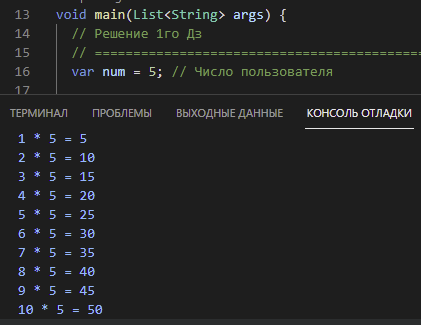 13 void main(List<String> args) {
14 // Решение 1го Дз
15 // ==========================================
16 var num = 5; // Число пользователя
17
ТЕРМИНАЛ ПРОБЛЕМЫ ВЫХОДНЫЕ ДАННЫЕ КОНСОЛЬ ОТЛАДКИ
1 * 5 = 5
2 * 5 = 10
3 * 5 = 15
4 * 5 = 20
5 * 5 = 25
6 * 5 = 30
7 * 5 = 35
8 * 5 = 40
9 * 5 = 45
10 * 5 = 50